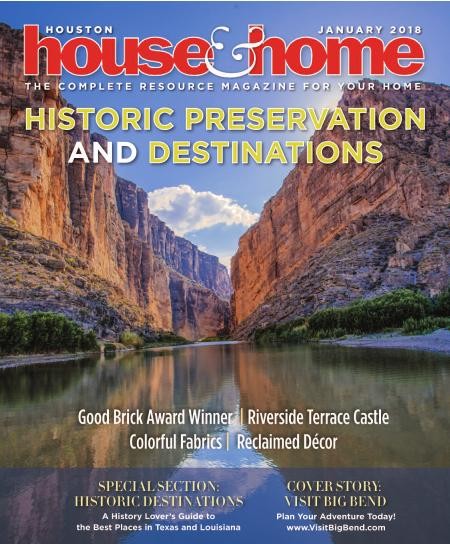 HOUSTON JANUARY 2018
house & home
THE COMPLETE RESOURCE MAGAZINE FOR YOUR HOME
HISTORIC PRESERVATION
AND DESTINATIONS
Good Brick Award Winner | Riverside Terrace Castle
Colorful Fabrics | Reclaimed Décor
SPECIAL SECTION:
HISTORIC DESTINATIONS
A History Lover's Guide to
the Best Places in Texas and Louisiana
COVER STORY:
VISIT BIG BEND
Plan Your Adventure Today!
www.VisitBigBend.com